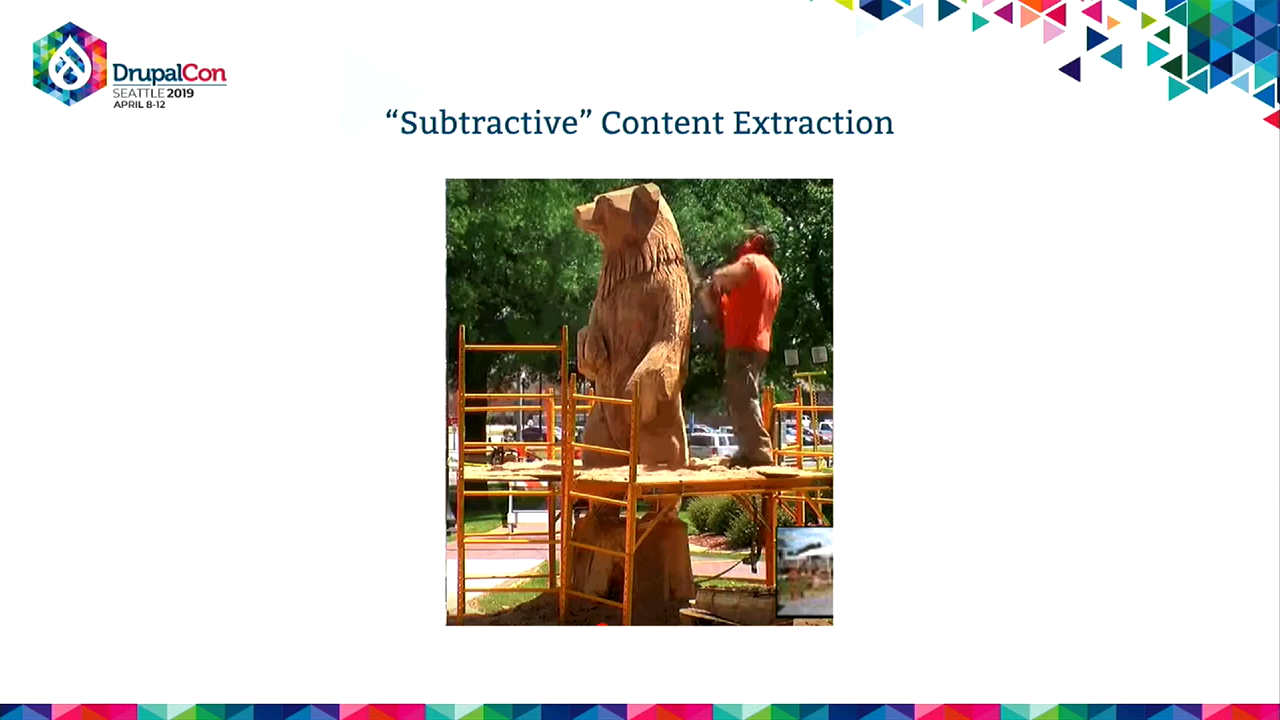 DrupalCon
SEATTLE 2019
APRIL 8-12
“Subtractive” Content Extraction